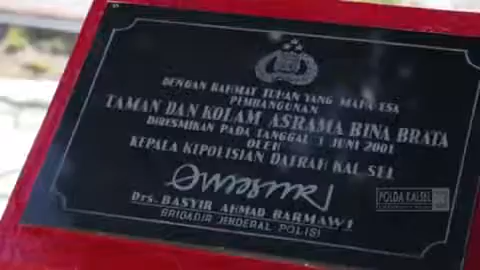 DENGAN RAHMAT TUHAN YANG MAHA ESA
PEMBANGUNAN
TAMAN DAN KOLAM ASRAMA BINA BRATA
DIRESMIKAN PADA TANGGAL 1 JUNI 2001
OLEH
KEPALA KEPOLISIAN DAERAH KAL SEL
Drs. BASYIR AHMAD BARMAWI
BRIGADIR JENDERAL POLISI
POLDA KALSEL